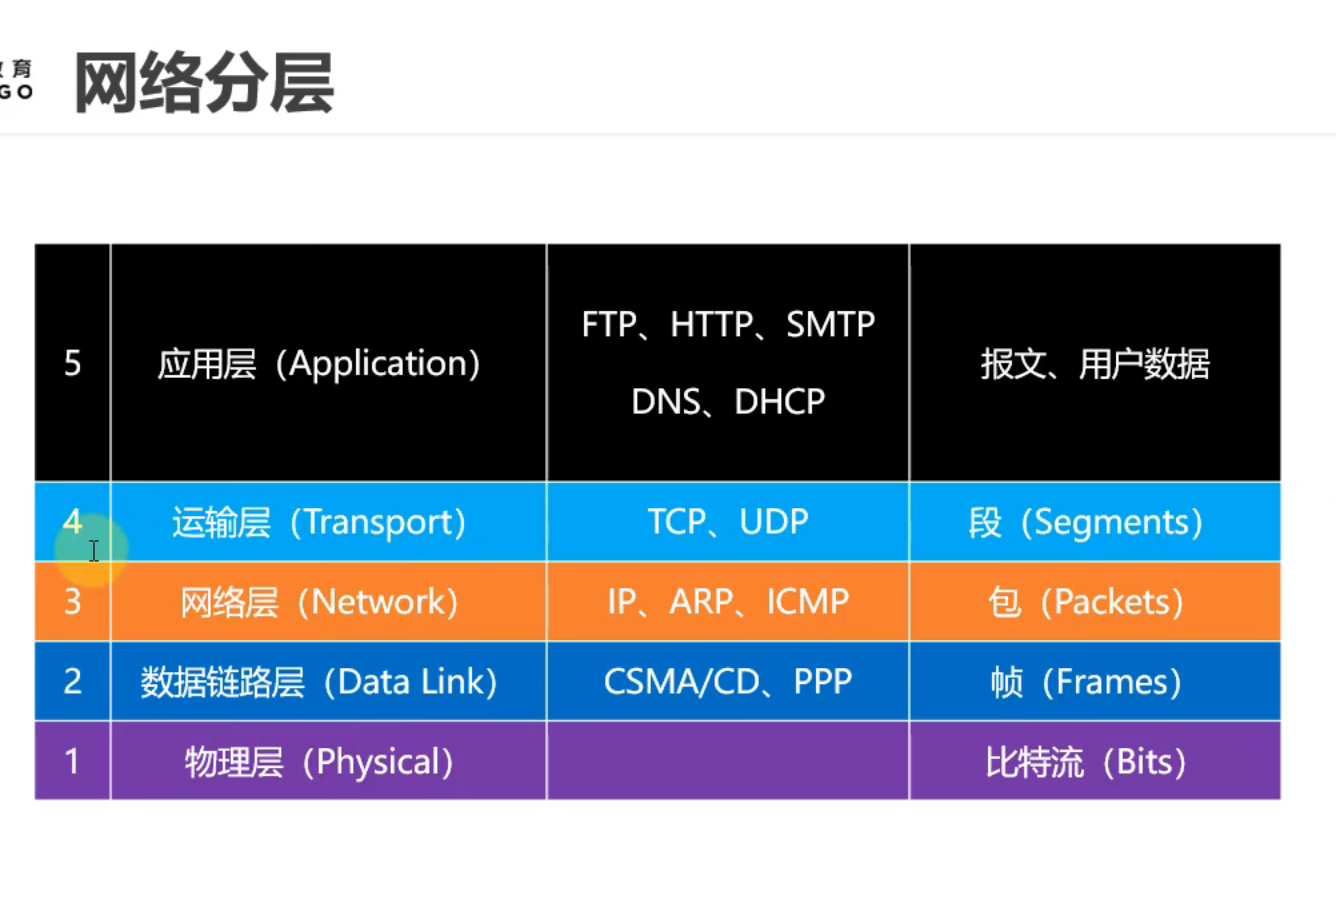 育
GO
网络分层
5
应用层（Application）
FTP、HTTP、SMTP
DNS、DHCP
报文、用户数据
4
运输层（Transport）
TCP、UDP
段（Segments）
3
网络层（Network）
IP、ARP、ICMP
包（Packets）
2
数据链路层（Data Link）
CSMA/CD、PPP
帧（Frames）
1
物理层（Physical）
比特流（Bits）